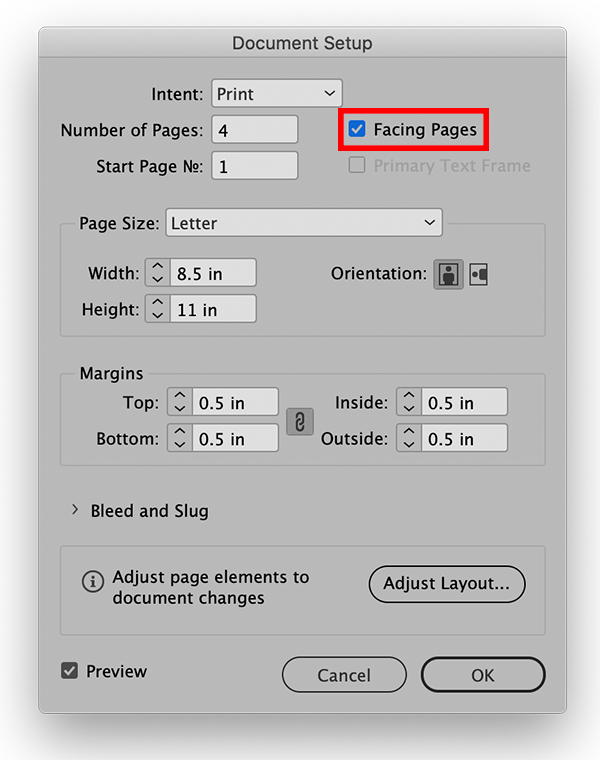 Document Setup
Intent: Print
Number of Pages: 4 Facing Pages
Start Page №: 1 Primary Text Frame
Page Size: Letter
Width: 8.5 in Orientation:
Height: 11 in
Margins
Top: 0.5 in Inside: 0.5 in
Bottom: 0.5 in Outside: 0.5 in
Bleed and Slug
Adjust page elements to
document changes
Adjust Layout...
Preview Cancel OK